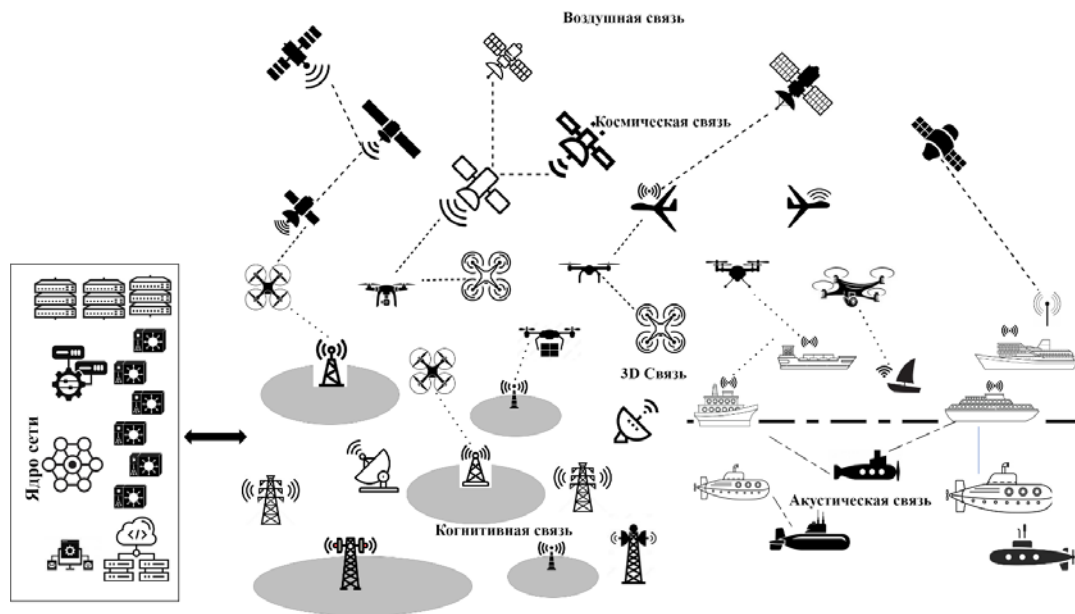 Воздушная связь
Космическая связь
3D Связь
Ядро сети
Акустическая связь
Когнитивная связь